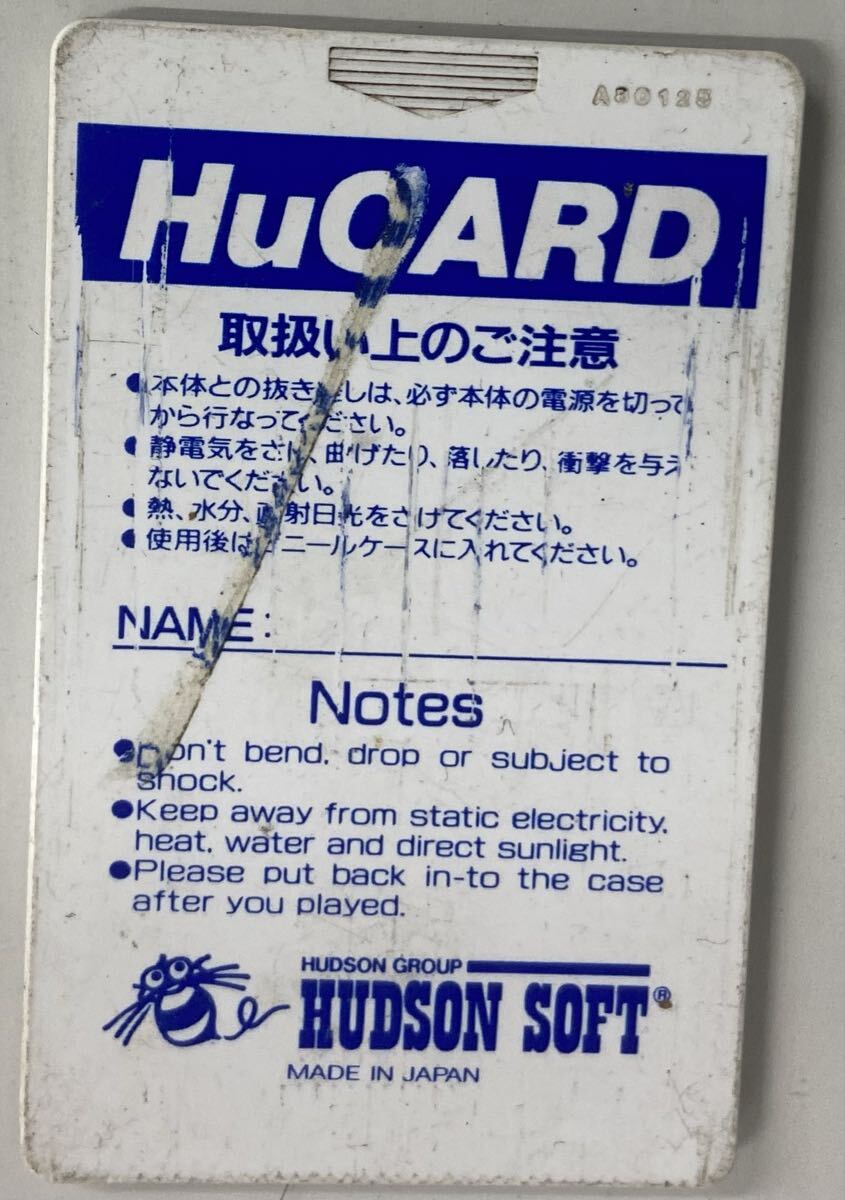 A80125
HuCARD
取扱い上のご注意
●本体との抜き差しは、必ず本体の電源を切って
から行なってください。
●静電気をさけ、曲げたり、落したり、衝撃を与え
ないでください。
●熱、水分、直射日光をさけてください。
●使用後はビニールケースに入れてください。
NAME:
Notes
●Don't bend, drop or subject to
shock.
●Keep away from static electricity,
heat, water and direct sunlight.
●Please put back in-to the case
after you played.
HUDSON GROUP
HUDSON SOFT®
MADE IN JAPAN